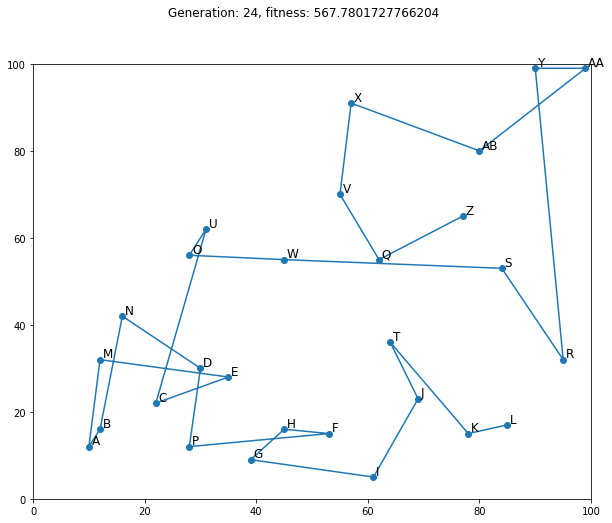 Generation: 24, fitness: 567.7801727766204
100
Y
AA
X
80
AB
V
Z
60
U
O
W
Q
S
40
N
T
M
R
D
E
20
C
J
B
H
F
K
L
A
P
G
I
0
0
20
40
60
80
100